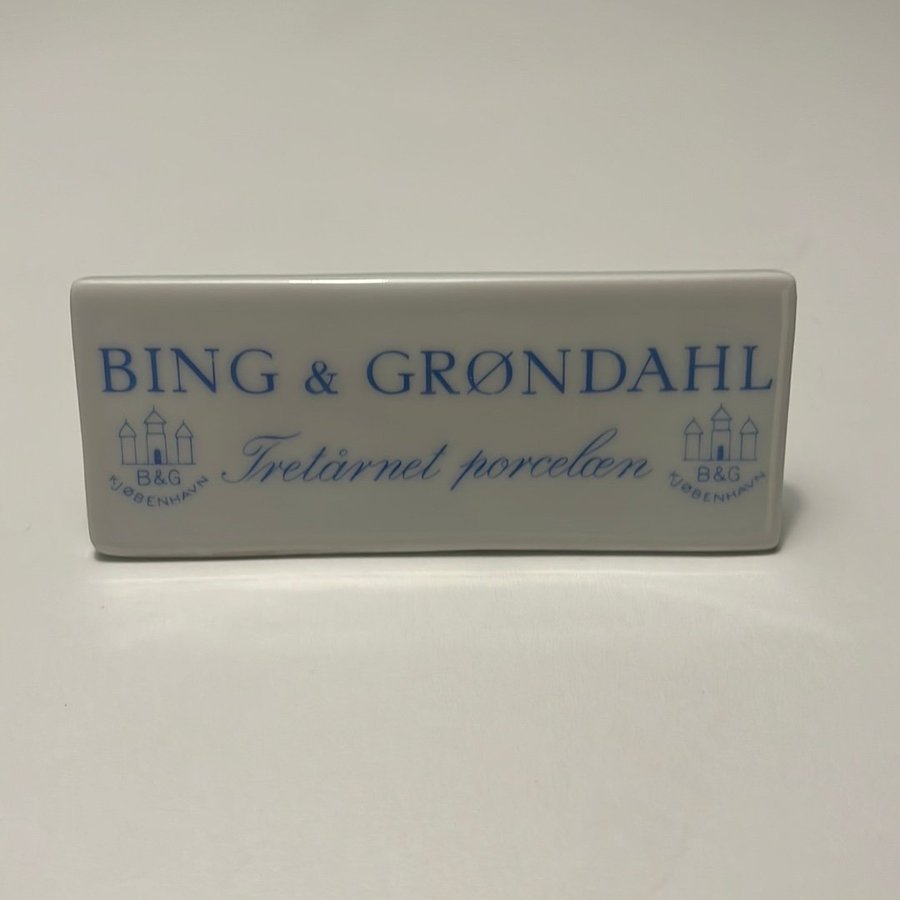 BING & GRØNDAHL
Tretårnet porcelæn
B&G
KJØBENHAVN
B&G
KJØBENHAVN